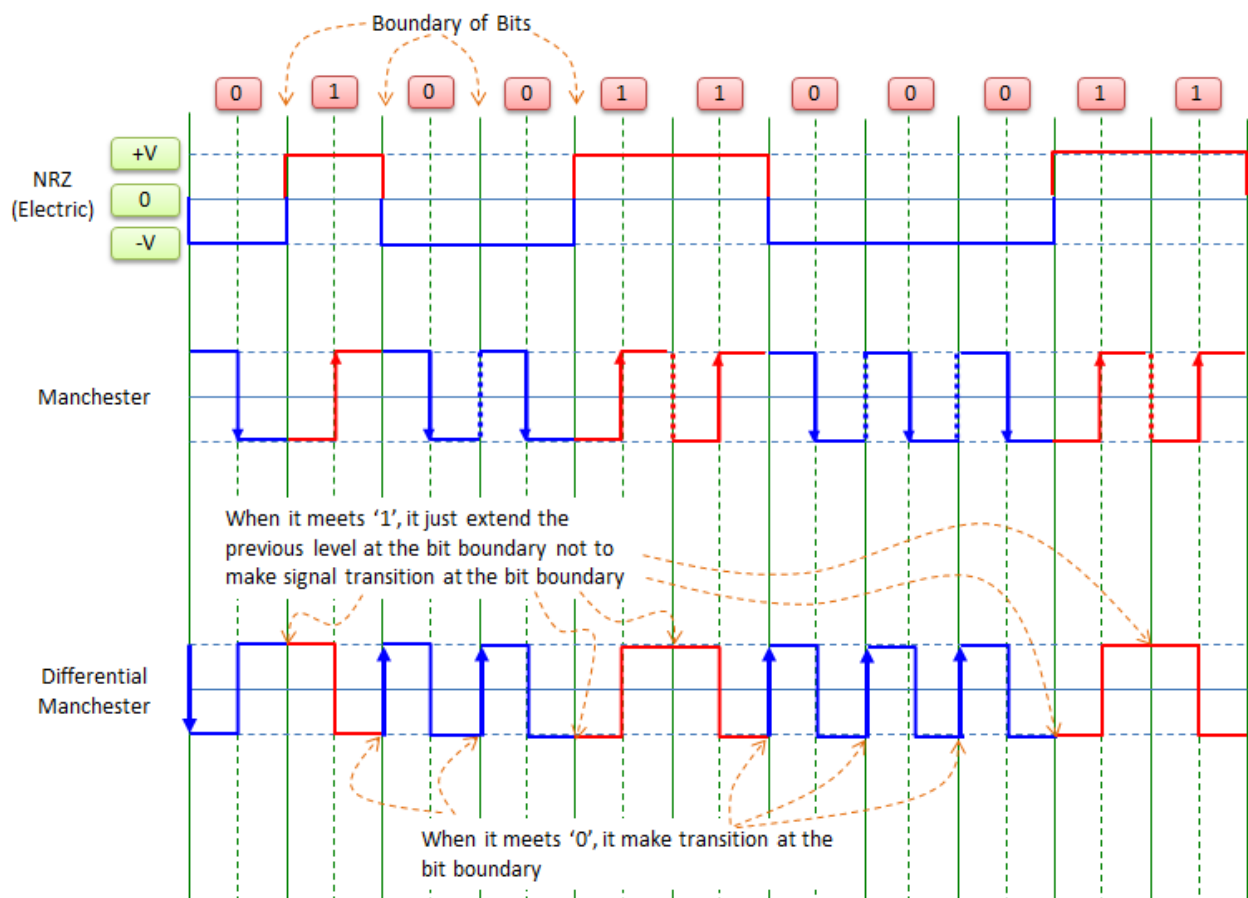 Boundary of Bits
0 1 0 0 1 1 0 0 0 1 1
+V
NRZ
(Electric)
0
-V
Manchester
When it meets ‘1’, it just extend the
previous level at the bit boundary not to
make signal transition at the bit boundary
Differential
Manchester
When it meets ‘0’, it make transition at the
bit boundary